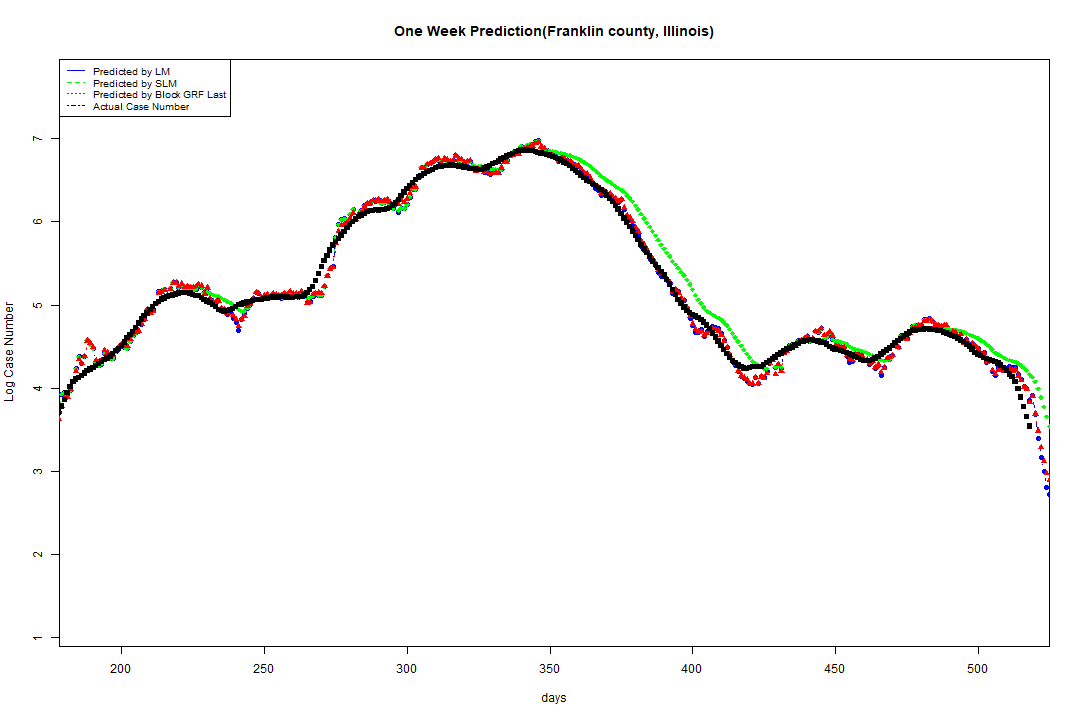 One Week Prediction(Franklin county, Illinois)
Predicted by LM
Predicted by SLM
Predicted by Block GRF Last
Actual Case Number
Log Case Number
7
6
5
4
3
2
1
200 250 300 350 400 450 500
days